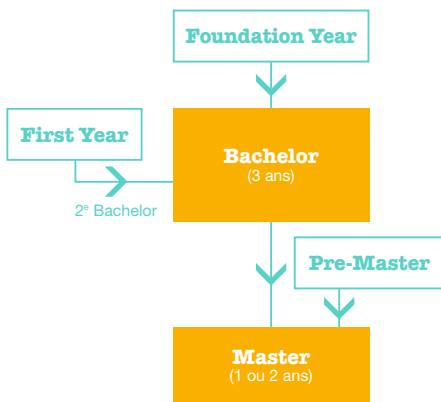 Foundation Year
First Year
Bachelor
(3 ans)
2e Bachelor
Pre-Master
Master
(1 ou 2 ans)